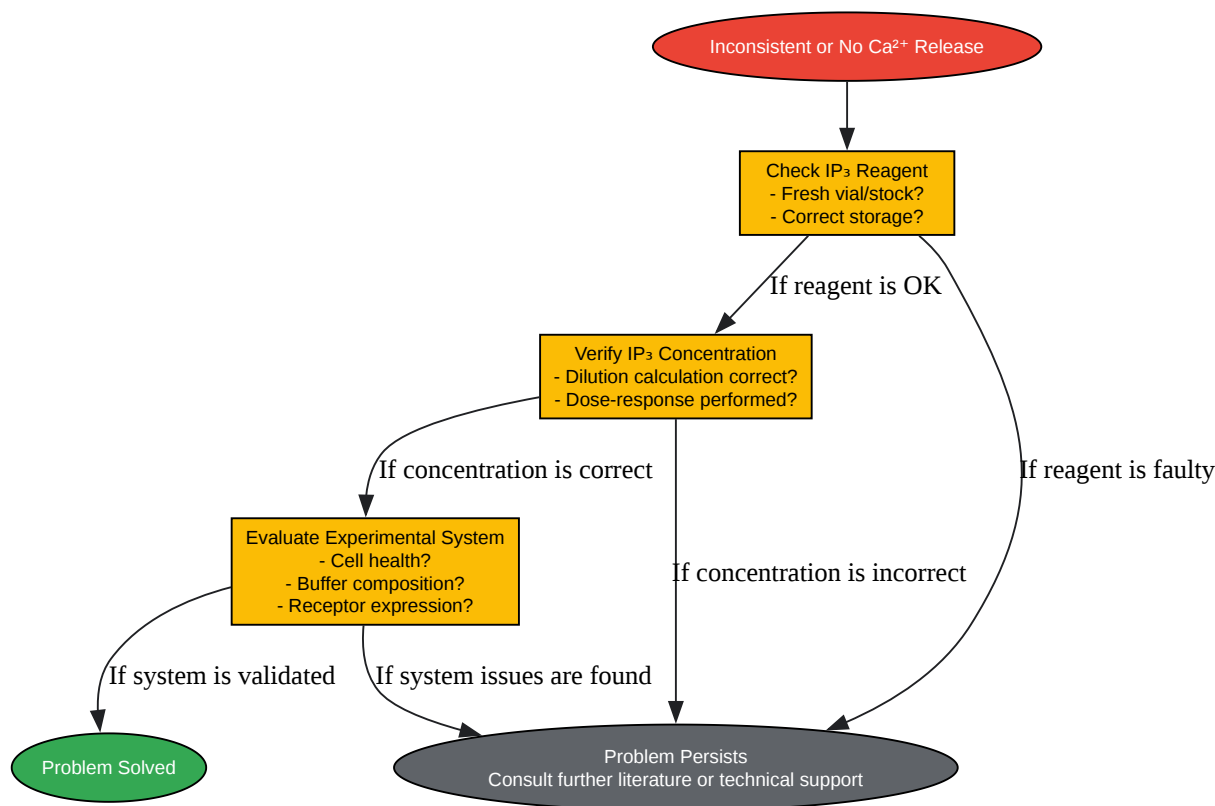 Inconsistent or No Ca²⁺ Release
Check IP₃ Reagent
- Fresh vial/stock?
- Correct storage?
If reagent is OK
Verify IP₃ Concentration
- Dilution calculation correct?
- Dose-response performed?
If concentration is correct
If reagent is faulty
Evaluate Experimental System
- Cell health?
- Buffer composition?
- Receptor expression?
If concentration is incorrect
If system is validated
If system issues are found
Problem Solved
Problem Persists
Consult further literature or technical support